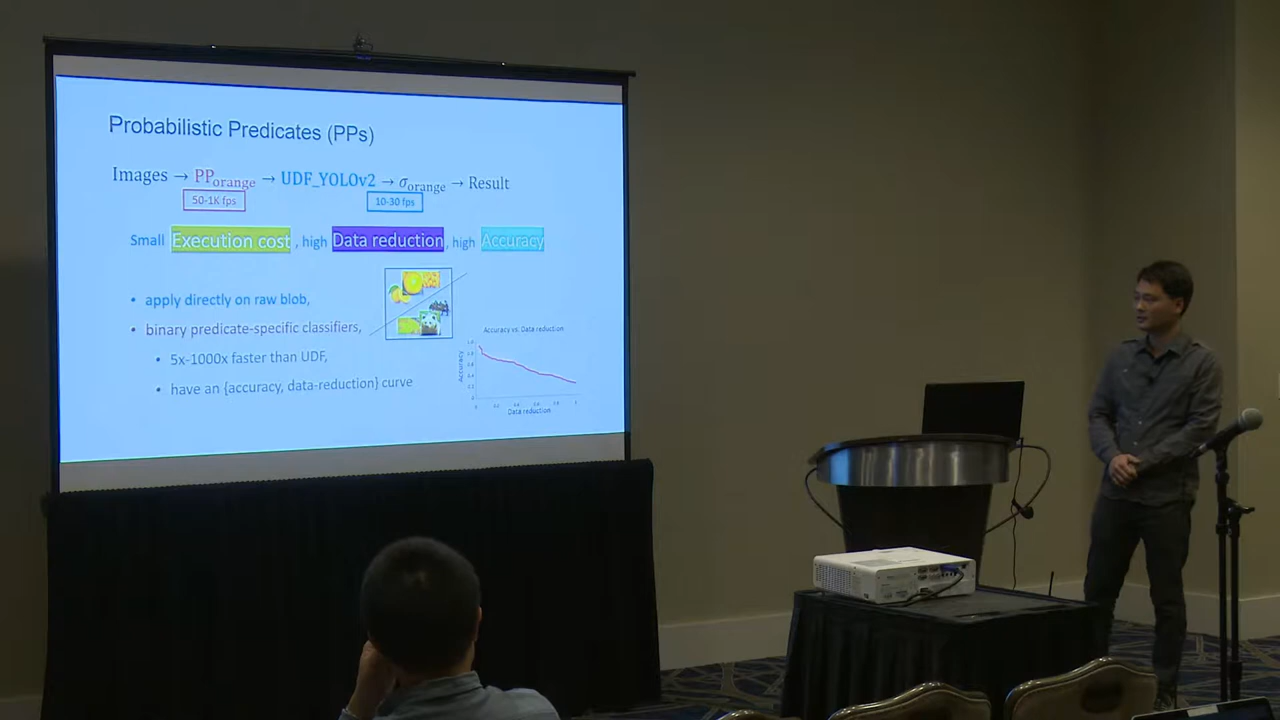 Probabilistic Predicates (PPs)
Images → PPorange → UDF_YOLOv2 → σorange → Result
50-1K fps
10-30 fps
Small Execution cost, high Data reduction, high Accuracy
• apply directly on raw blob,
• binary predicate-specific classifiers,
• 5x-1000x faster than UDF,
• have an {accuracy, data-reduction} curve
Accuracy vs. Data reduction
Accuracy
Data reduction